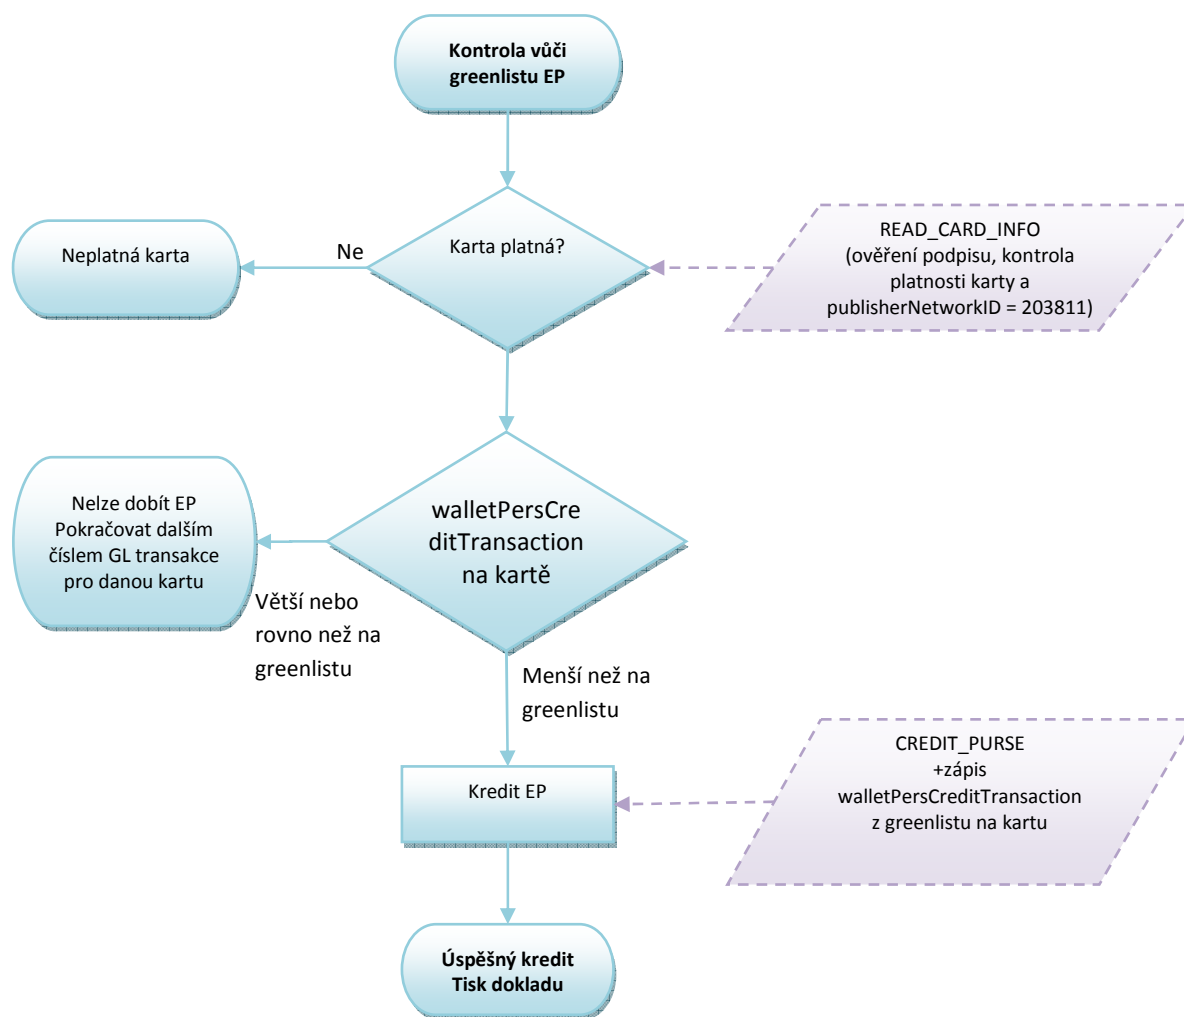 Kontrola vůči
greenlistu EP
Neplatná karta
Ne
Karta platná?
READ_CARD_INFO
(ověření podpisu, kontrola
platnosti karty a
publisherNetworkID = 203811)
Nelze dobít EP
Pokračovat dalším
číslem GL transakce
pro danou kartu
walletPersCre
ditTransaction
na kartě
Větší nebo
rovno než na
greenlistu
Menší než na
greenlistu
Kredit EP
CREDIT_PURSE
+zápis
walletPersCreditTransaction
z greenlistu na kartu
Úspěšný kredit
Tisk dokladu